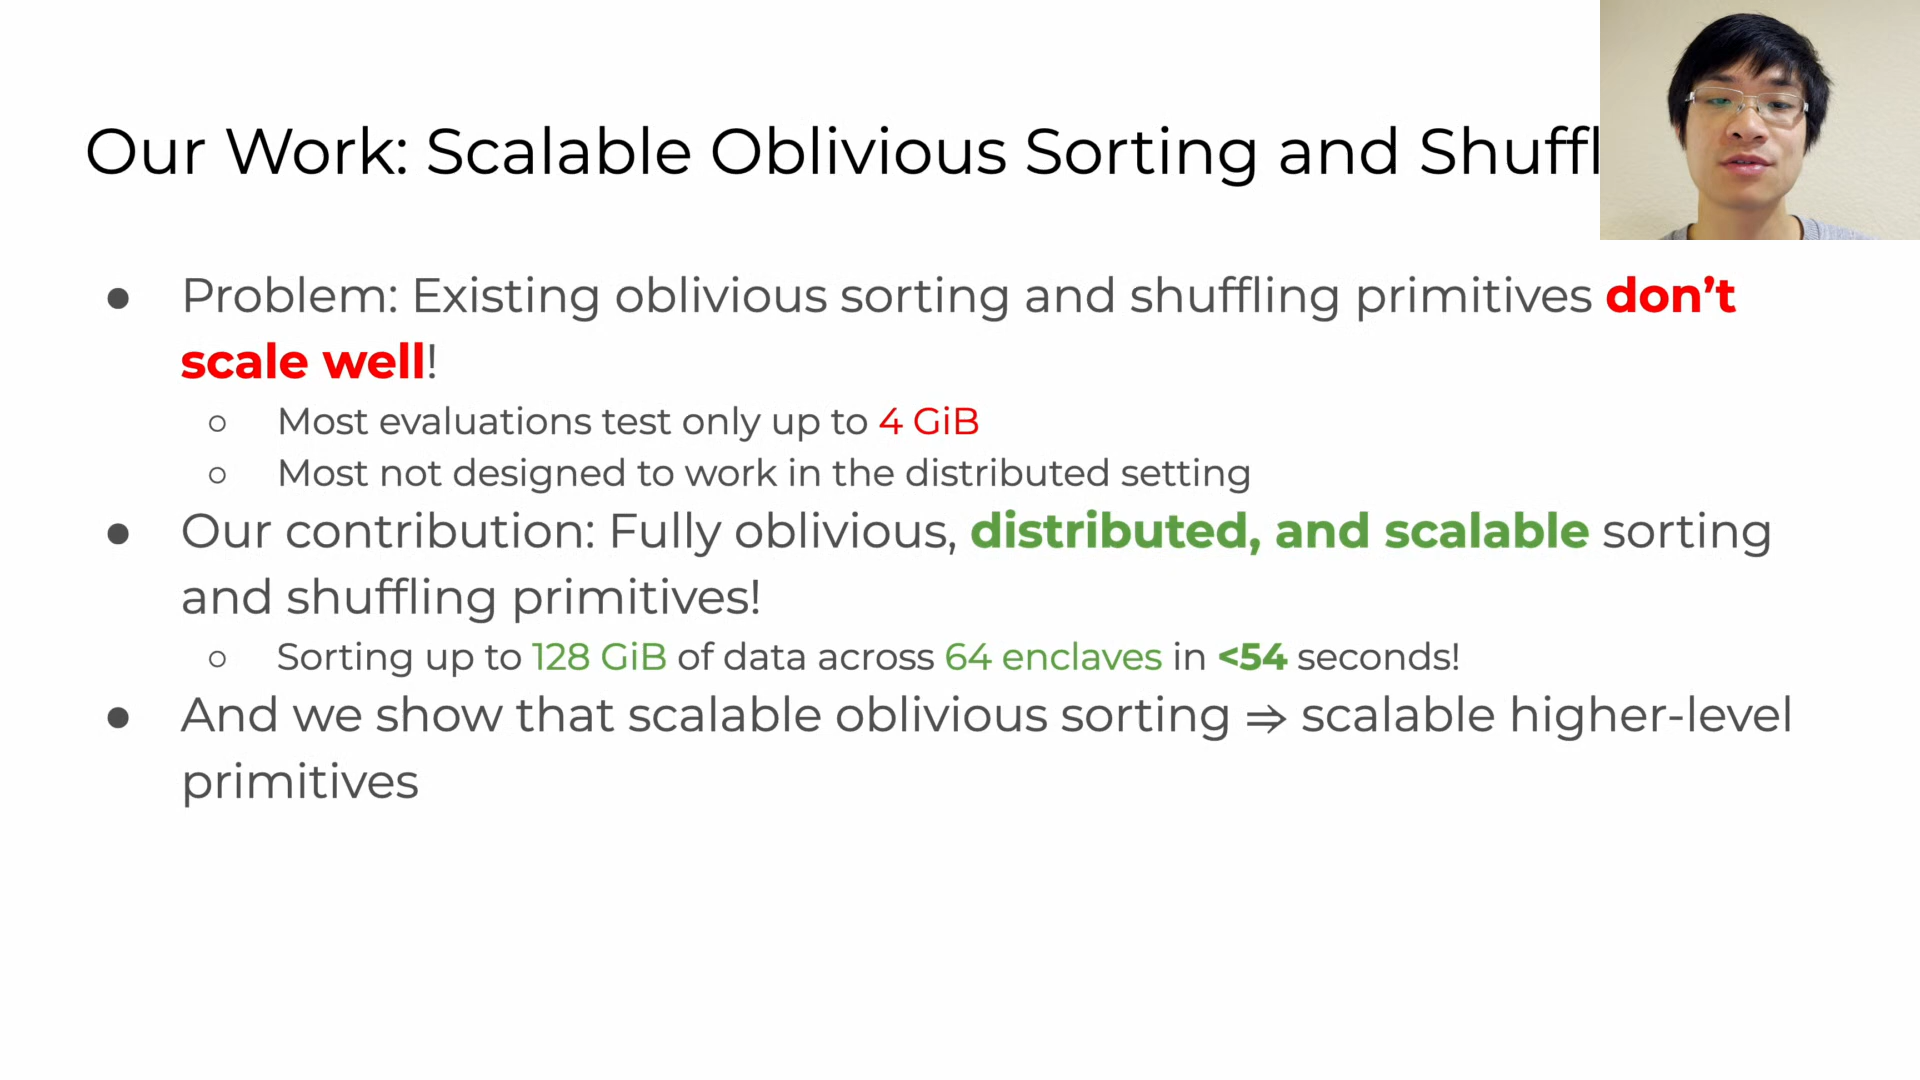 Our Work: Scalable Oblivious Sorting and
● Problem: Existing oblivious sorting and shuffling primitives don’t
scale well!
○ Most evaluations test only up to 4 GiB
○ Most not designed to work in the distributed setting
● Our contribution: Fully oblivious, distributed, and scalable sorting
and shuffling primitives!
○ Sorting up to 128 GiB of data across 64 enclaves in <54 seconds!
● And we show that scalable oblivious sorting ⇒ scalable higher-level
primitives